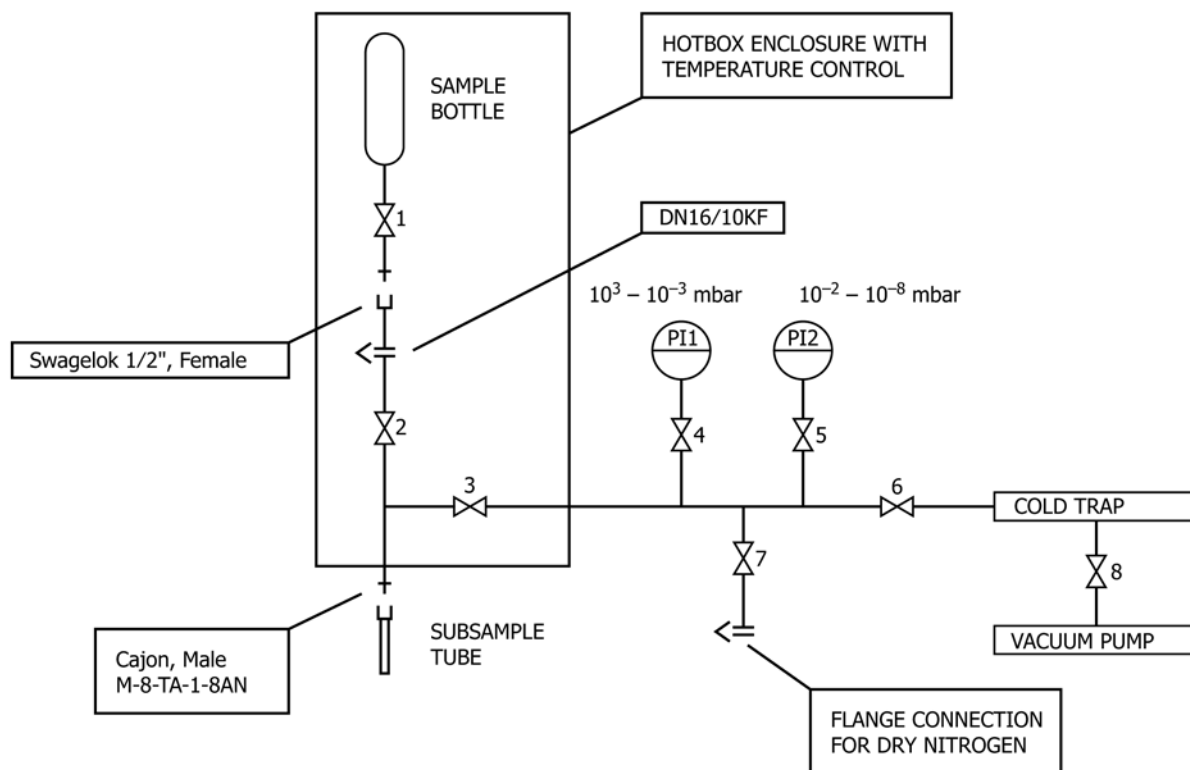 HOTBOX ENCLOSURE WITH
TEMPERATURE CONTROL
SAMPLE
BOTTLE
1
DN16/10KF
10³ – 10⁻³ mbar
10⁻² – 10⁻⁸ mbar
PI1
PI2
Swagelok 1/2", Female
2
4
5
3
6
COLD TRAP
7
8
SUBSAMPLE
TUBE
VACUUM PUMP
Cajon, Male
M-8-TA-1-8AN
FLANGE CONNECTION
FOR DRY NITROGEN